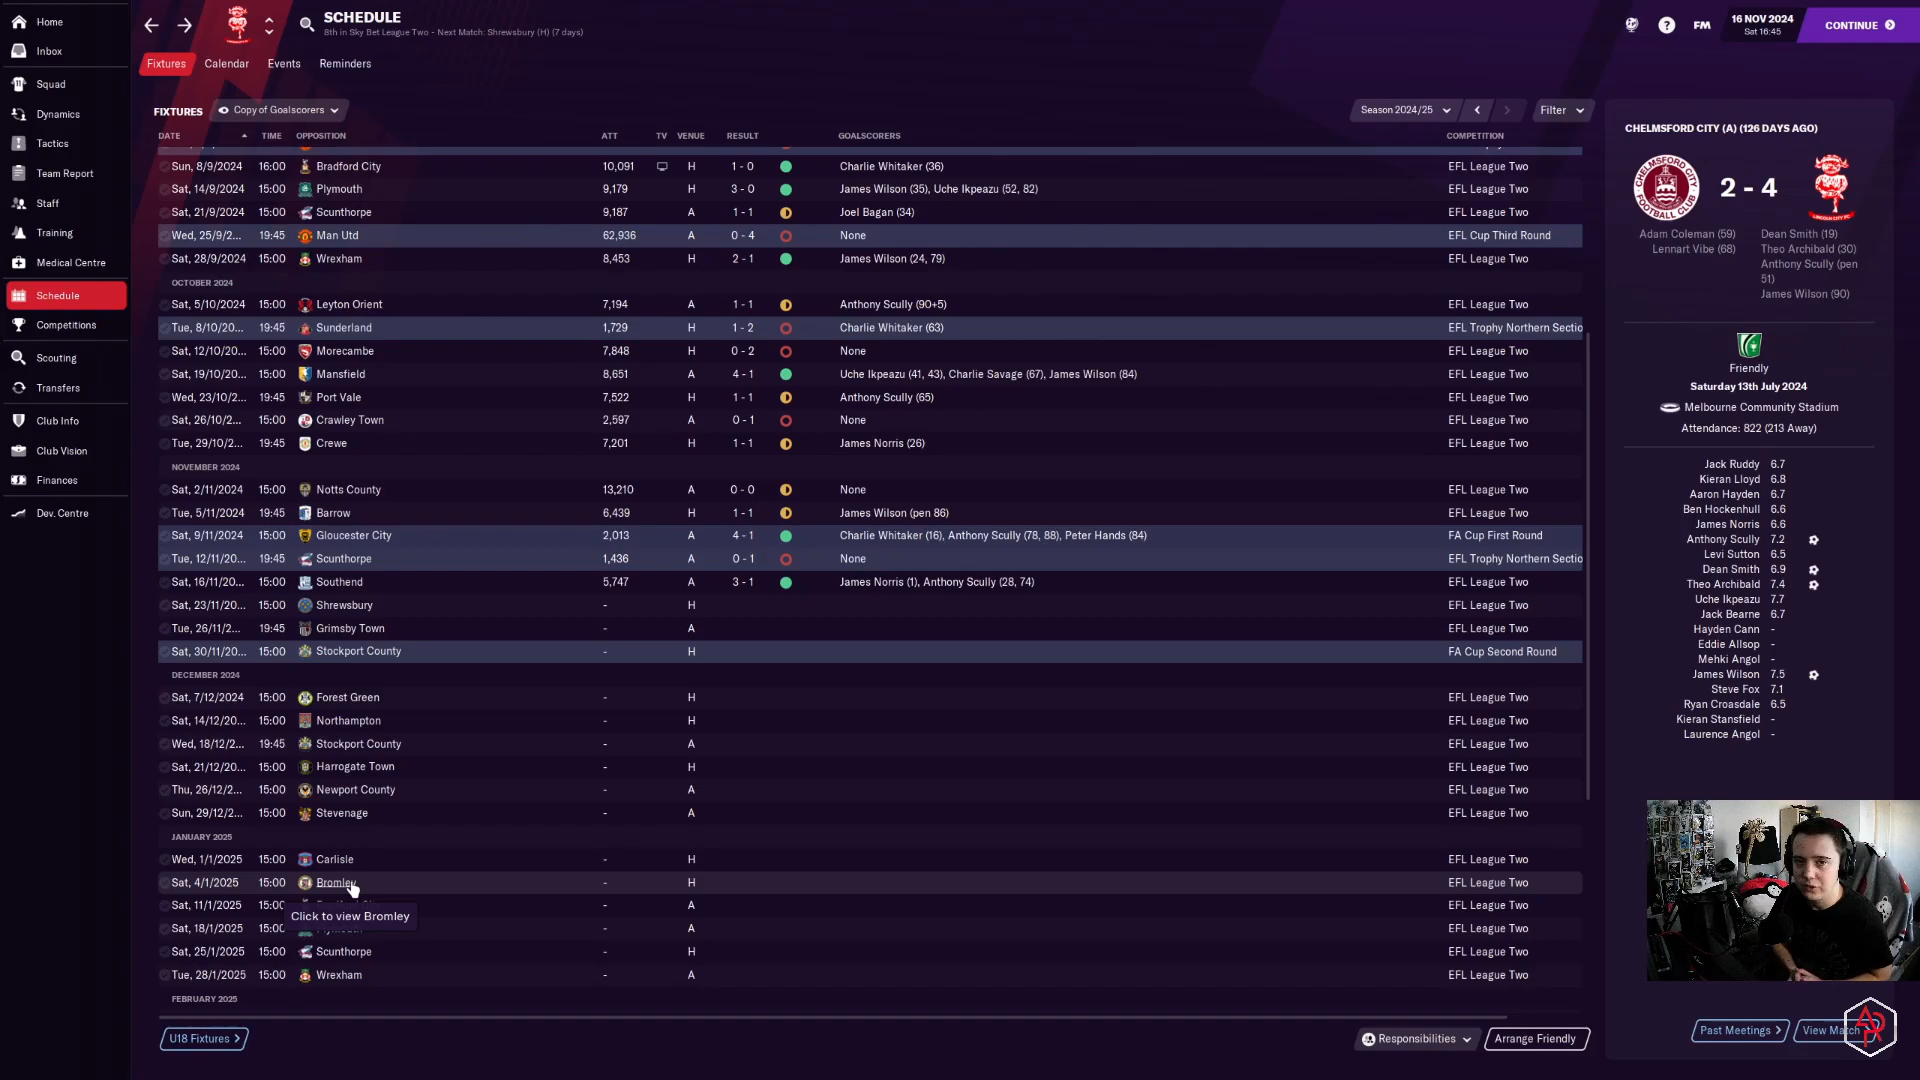 Home
Inbox
Squad
Dynamics
Tactics
Team Report
Staff
Training
Medical Centre
Schedule
Competitions
Scouting
Transfers
Club Info
Club Vision
Finances
Dev. Centre
SCHEDULE
8th in Sky Bet League Two - Next Match: Shrewsbury (H) (7 days)
FM
16 NOV 2024
Sat 16:45
CONTINUE
Fixtures Calendar Events Reminders
FIXTURES Copy of Goalscorers Season 2024/25 Filter
DATE TIME OPPOSITION ATT TV VENUE RESULT GOALSCORERS COMPETITION
Sun, 8/9/2024 16:00 Bradford City 10,091 H 1 - 0 Charlie Whitaker (36) EFL League Two
Sat, 14/9/2024 15:00 Plymouth 9,179 H 3 - 0 James Wilson (35), Uche Ikpeazu (52, 82) EFL League Two
Sat, 21/9/2024 15:00 Scunthorpe 9,187 A 1 - 1 Joel Bagan (34) EFL League Two
Wed, 25/9/2... 19:45 Man Utd 62,936 A 0 - 4 None EFL Cup Third Round
Sat, 28/9/2024 15:00 Wrexham 8,453 H 2 - 1 James Wilson (24, 79) EFL League Two
OCTOBER 2024
Sat, 5/10/2024 15:00 Leyton Orient 7,194 A 1 - 1 Anthony Scully (90+5) EFL League Two
Tue, 8/10/20... 19:45 Sunderland 1,729 H 1 - 2 Charlie Whitaker (63) EFL Trophy Northern Sectio
Sat, 12/10/20... 15:00 Morecambe 7,848 H 0 - 2 None EFL League Two
Sat, 19/10/20... 15:00 Mansfield 8,651 A 4 - 1 Uche Ikpeazu (41, 43), Charlie Savage (67), James Wilson (84) EFL League Two
Wed, 23/10/2... 19:45 Port Vale 7,522 H 1 - 1 Anthony Scully (65) EFL League Two
Sat, 26/10/2... 15:00 Crawley Town 2,597 A 0 - 1 None EFL League Two
Tue, 29/10/2... 19:45 Crewe 7,201 H 1 - 1 James Norris (26) EFL League Two
NOVEMBER 2024
Sat, 2/11/2024 15:00 Notts County 13,210 A 0 - 0 None EFL League Two
Tue, 5/11/2024 19:45 Barrow 6,439 H 1 - 1 James Wilson (pen 86) EFL League Two
Sat, 9/11/2024 15:00 Gloucester City 2,013 A 4 - 1 Charlie Whitaker (16), Anthony Scully (78, 88), Peter Hands (84) FA Cup First Round
Tue, 12/11/20... 19:45 Scunthorpe 1,436 A 0 - 1 None EFL Trophy Northern Sectio
Sat, 16/11/20... 15:00 Southend 5,747 A 3 - 1 James Norris (1), Anthony Scully (28, 74) EFL League Two
Sat, 23/11/20... 15:00 Shrewsbury - H EFL League Two
Tue, 26/11/2... 19:45 Grimsby Town - A EFL League Two
Sat, 30/11/20... 15:00 Stockport County - H FA Cup Second Round
DECEMBER 2024
Sat, 7/12/2024 15:00 Forest Green - H EFL League Two
Sat, 14/12/20... 15:00 Northampton - H EFL League Two
Wed, 18/12/2... 19:45 Stockport County - A EFL League Two
Sat, 21/12/20... 15:00 Harrogate Town - H EFL League Two
Thu, 26/12/2... 15:00 Newport County - A EFL League Two
Sun, 29/12/2... 15:00 Stevenage - A EFL League Two
JANUARY 2025
Wed, 1/1/2025 15:00 Carlisle - H EFL League Two
Sat, 4/1/2025 15:00 Bromley - H EFL League Two
Sat, 11/1/2025 15:00 - A EFL League Two
Click to view Bromley
Sat, 18/1/2025 15:00 - A EFL League Two
Sat, 25/1/2025 15:00 Scunthorpe - H EFL League Two
Tue, 28/1/2025 15:00 Wrexham - A EFL League Two
FEBRUARY 2025
U18 Fixtures
Responsibilities
Arrange Friendly
CHELMSFORD CITY (A) (126 DAYS AGO)
CHELMSFORD CITY
FOOTBALL CLUB
2 - 4
LINCOLN CITY FC
Adam Coleman (59)
Lennart Vibe (68)
Dean Smith (19)
Theo Archibald (30)
Anthony Scully (pen
51)
James Wilson (90)
Friendly
Saturday 13th July 2024
Melbourne Community Stadium
Attendance: 822 (213 Away)
Jack Ruddy 6.7
Kieran Lloyd 6.8
Aaron Hayden 6.7
Ben Hockenhull 6.6
James Norris 6.6
Anthony Scully 7.2
Levi Sutton 6.5
Dean Smith 6.9
Theo Archibald 7.4
Uche Ikpeazu 7.7
Jack Bearne 6.7
Hayden Cann -
Eddie Allsop -
Mehki Angol -
James Wilson 7.5
Steve Fox 7.1
Ryan Croasdale 6.5
Kieran Stansfield -
Laurence Angol -
Past Meetings
View Match